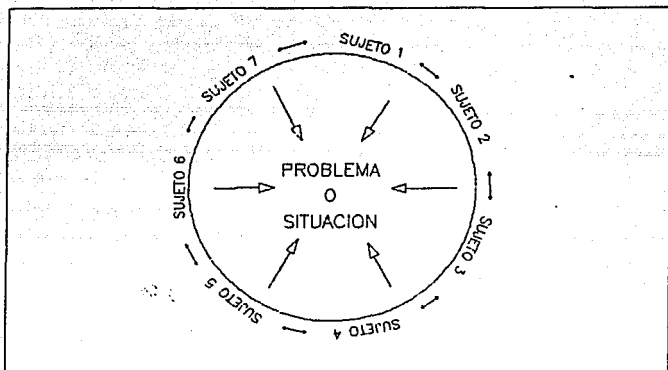 SUJETO 1
SUJETO 2
SUJETO 3
SUJETO 4
SUJETO 5
SUJETO 6
SUJETO 7
PROBLEMA
O
SITUACION